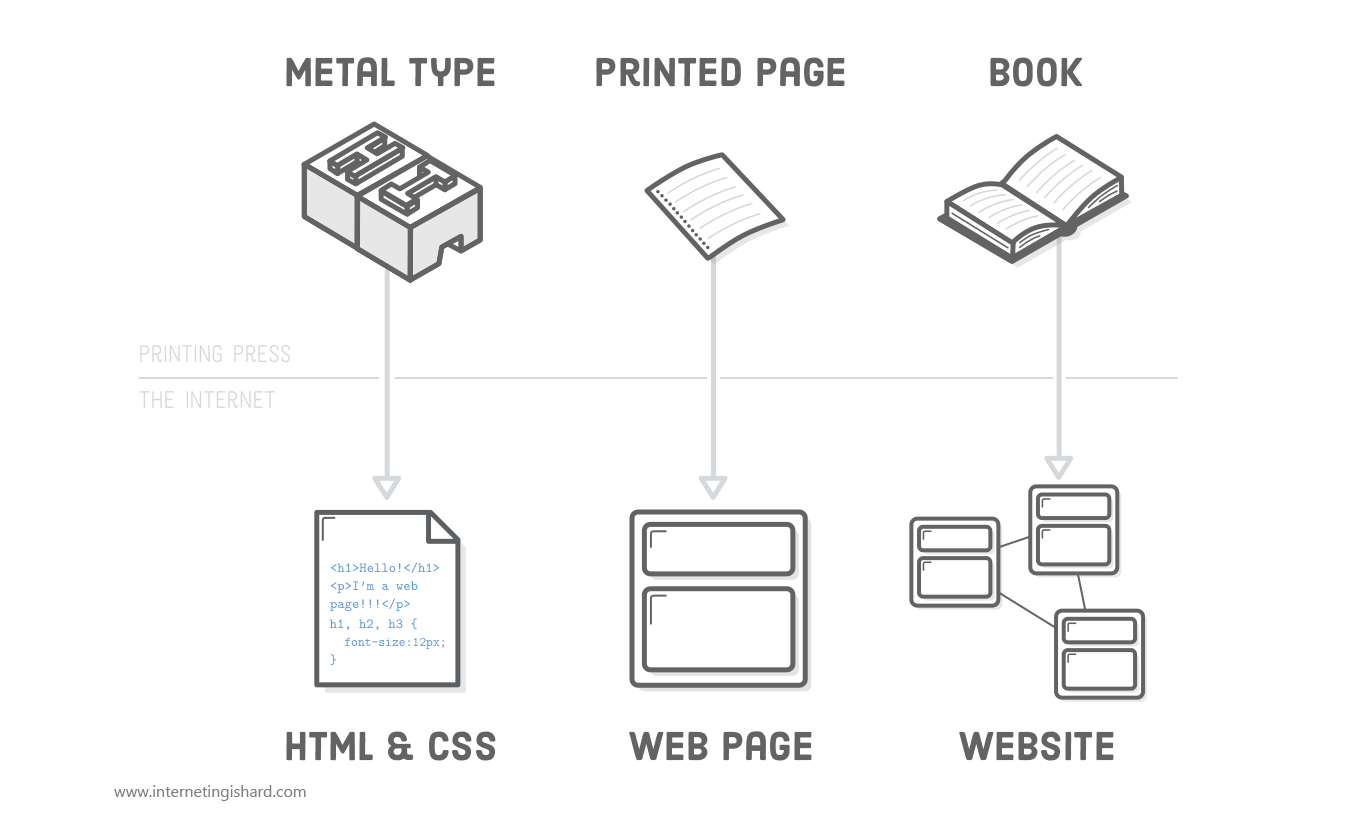 METAL TYPE
PRINTED PAGE
BOOK
PRINTING PRESS
THE INTERNET
<h1>Hello!</h1>
<p>I'm a web
page!!!</p>
h1, h2, h3 {
  font-size:12px;
}
HTML & CSS
WEB PAGE
WEBSITE
www.internetingishard.com